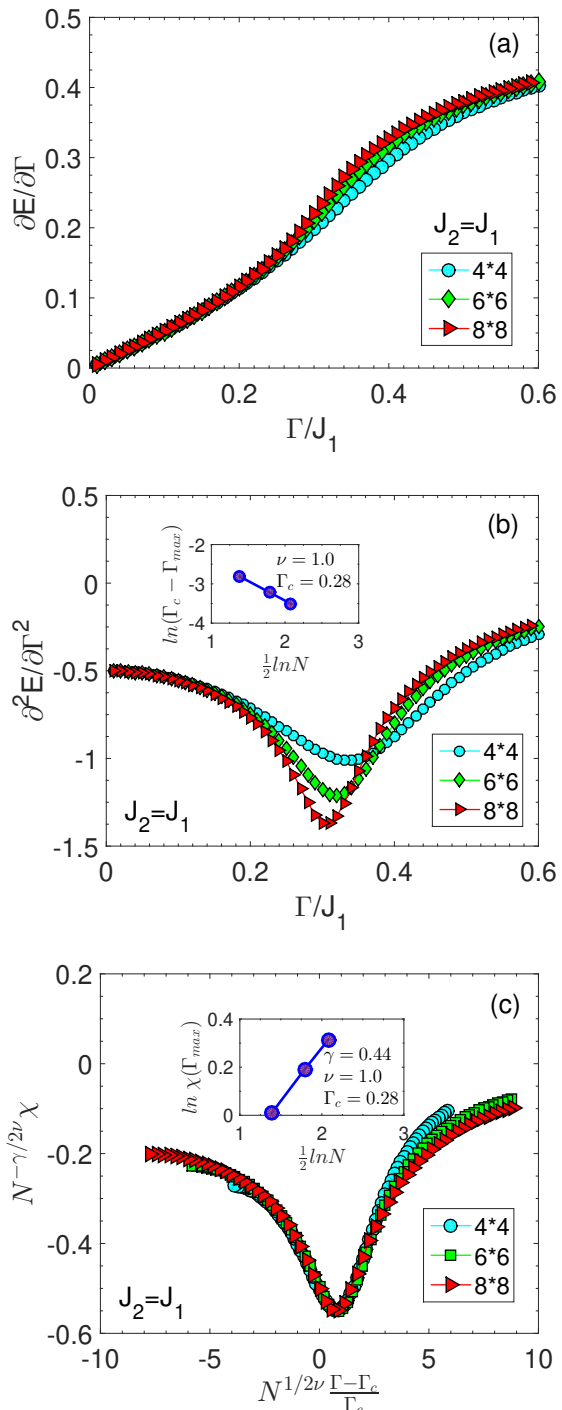 (a)
0.5
0.4
0.3
0.2
0.1
0
∂E/∂Γ
J₂=J₁
4*4
6*6
8*8
0 0.2 0.4 0.6
Γ/J₁
(b)
0.5
0
-0.5
-1
-1.5
∂²E/∂Γ²
-2
-3
-4
ln(Γc − Γmax)
ν = 1.0
Γc = 0.28
1 2 3
½lnN
J₂=J₁
4*4
6*6
8*8
0 0.2 0.4 0.6
Γ/J₁
(c)
0.2
0
-0.2
-0.4
-0.6
N^{-γ/2ν} χ
0.4
0.2
0
ln χ(Γmax)
γ = 0.44
ν = 1.0
Γc = 0.28
1 2 3
½lnN
J₂=J₁
4*4
6*6
8*8
-10 -5 0 5 10
N^{1/2ν} (Γ−Γc)/Γc